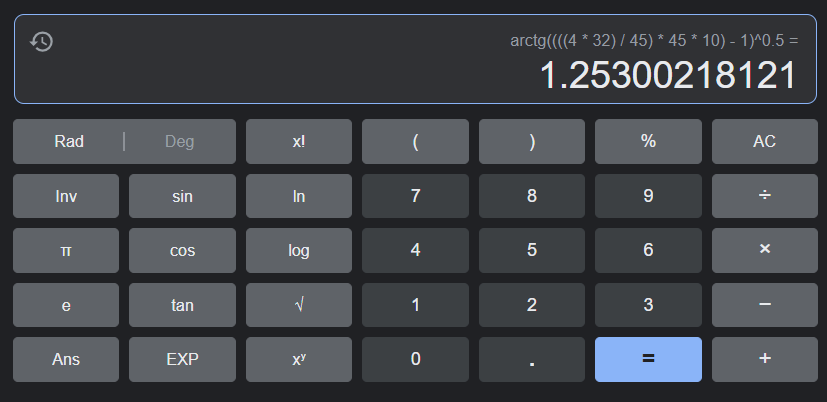 arctg((((4 * 32) / 45) * 45 * 10) - 1)^0.5 =
1.25300218121
Rad | Deg x! ( ) % AC
Inv sin ln 7 8 9 ÷
π cos log 4 5 6 ×
e tan √ 1 2 3 −
Ans EXP xʸ 0 . = +